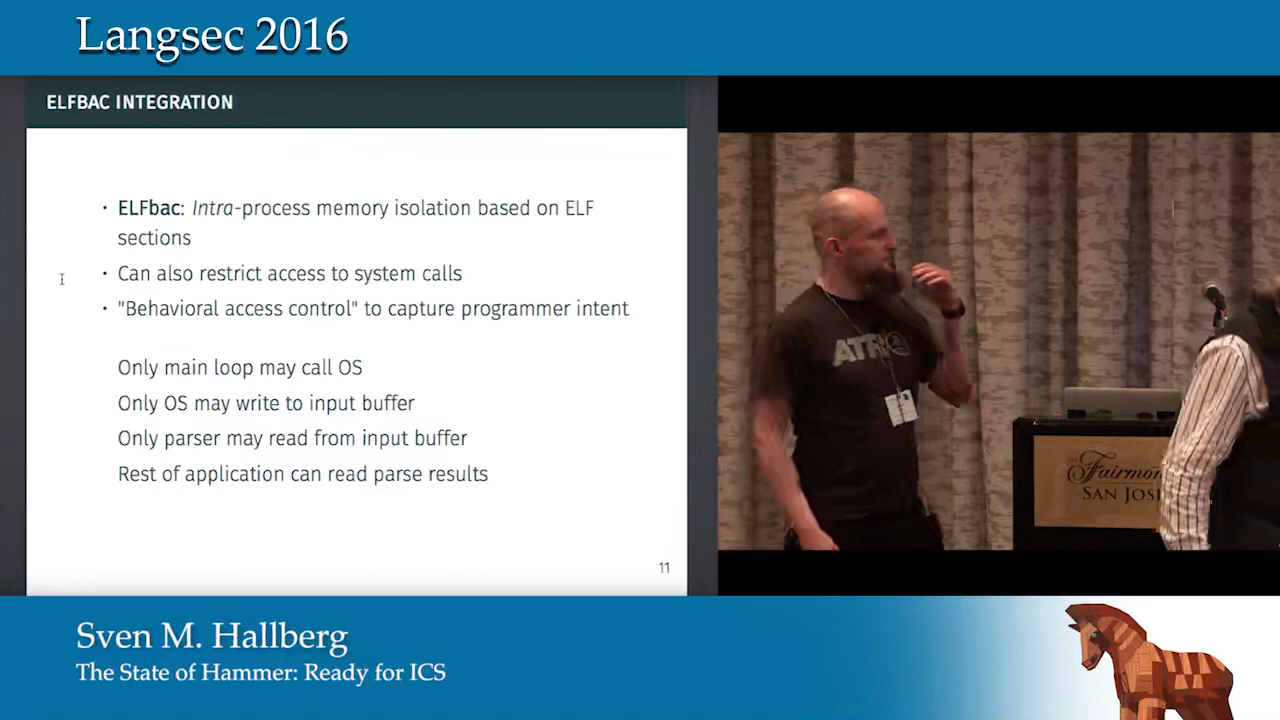 Langsec 2016
ELFBAC INTEGRATION
· ELFbac: Intra-process memory isolation based on ELF
sections
· Can also restrict access to system calls
· "Behavioral access control" to capture programmer intent
Only main loop may call OS
Only OS may write to input buffer
Only parser may read from input buffer
Rest of application can read parse results
11
Fairmon
SAN JOS
Sven M. Hallberg
The State of Hammer: Ready for ICS